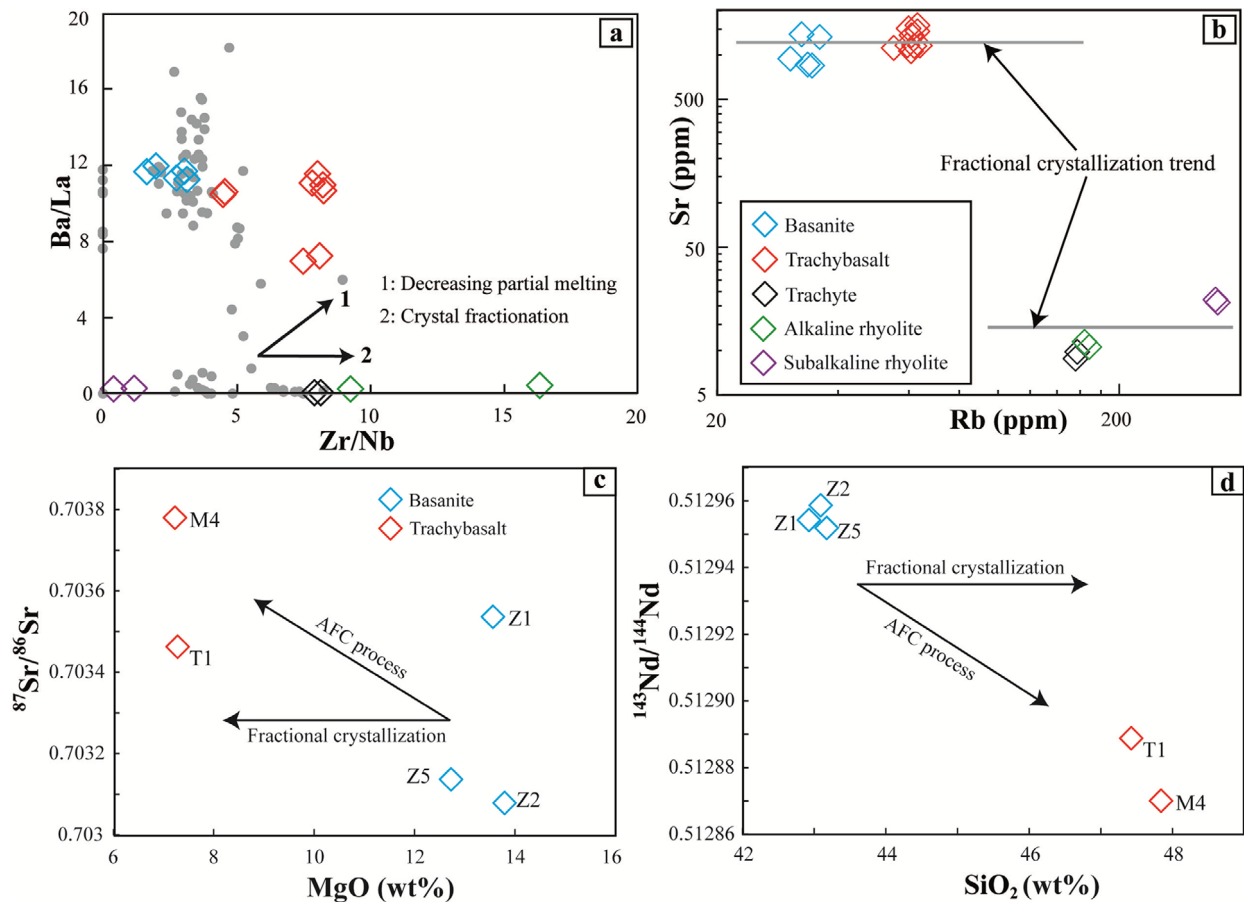 a
20
16
12
8
4
0
Ba/La
0
5
10
15
20
Zr/Nb
1
2
1: Decreasing partial melting
2: Crystal fractionation
b
500
50
5
Sr (ppm)
20
200
Rb (ppm)
Fractional crystallization trend
Basanite
Trachybasalt
Trachyte
Alkaline rhyolite
Subalkaline rhyolite
c
0.7038
0.7036
0.7034
0.7032
0.703
⁸⁷Sr/⁸⁶Sr
6
8
10
12
14
16
MgO (wt%)
Basanite
Trachybasalt
M4
Z1
T1
AFC process
Fractional crystallization
Z5
Z2
d
0.51296
0.51294
0.51292
0.51290
0.51288
0.51286
¹⁴³Nd/¹⁴⁴Nd
42
44
46
48
SiO₂ (wt%)
Z2
Z1
Z5
Fractional crystallization
AFC process
T1
M4